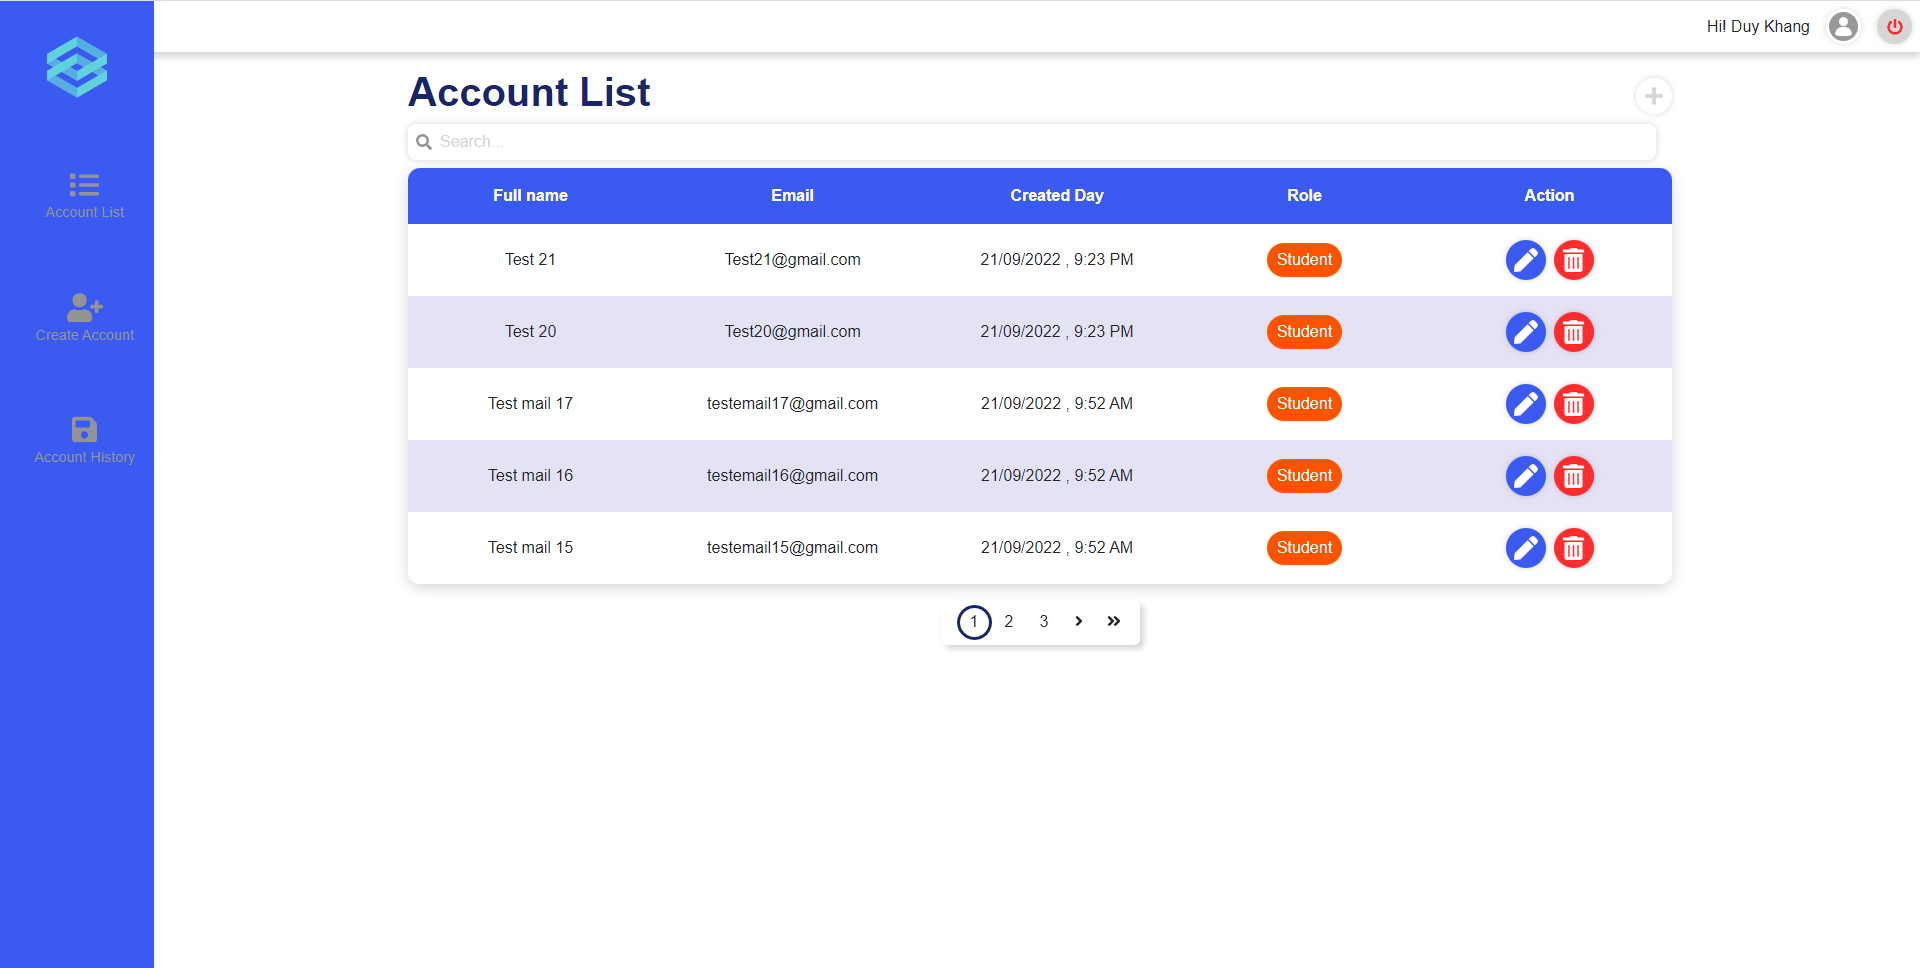 Hi! Duy Khang
Account List
Create Account
Account History
Account List
Search...
Full name Email Created Day Role Action
Test 21 Test21@gmail.com 21/09/2022 , 9:23 PM Student
Test 20 Test20@gmail.com 21/09/2022 , 9:23 PM Student
Test mail 17 testemail17@gmail.com 21/09/2022 , 9:52 AM Student
Test mail 16 testemail16@gmail.com 21/09/2022 , 9:52 AM Student
Test mail 15 testemail15@gmail.com 21/09/2022 , 9:52 AM Student
1 2 3 › »